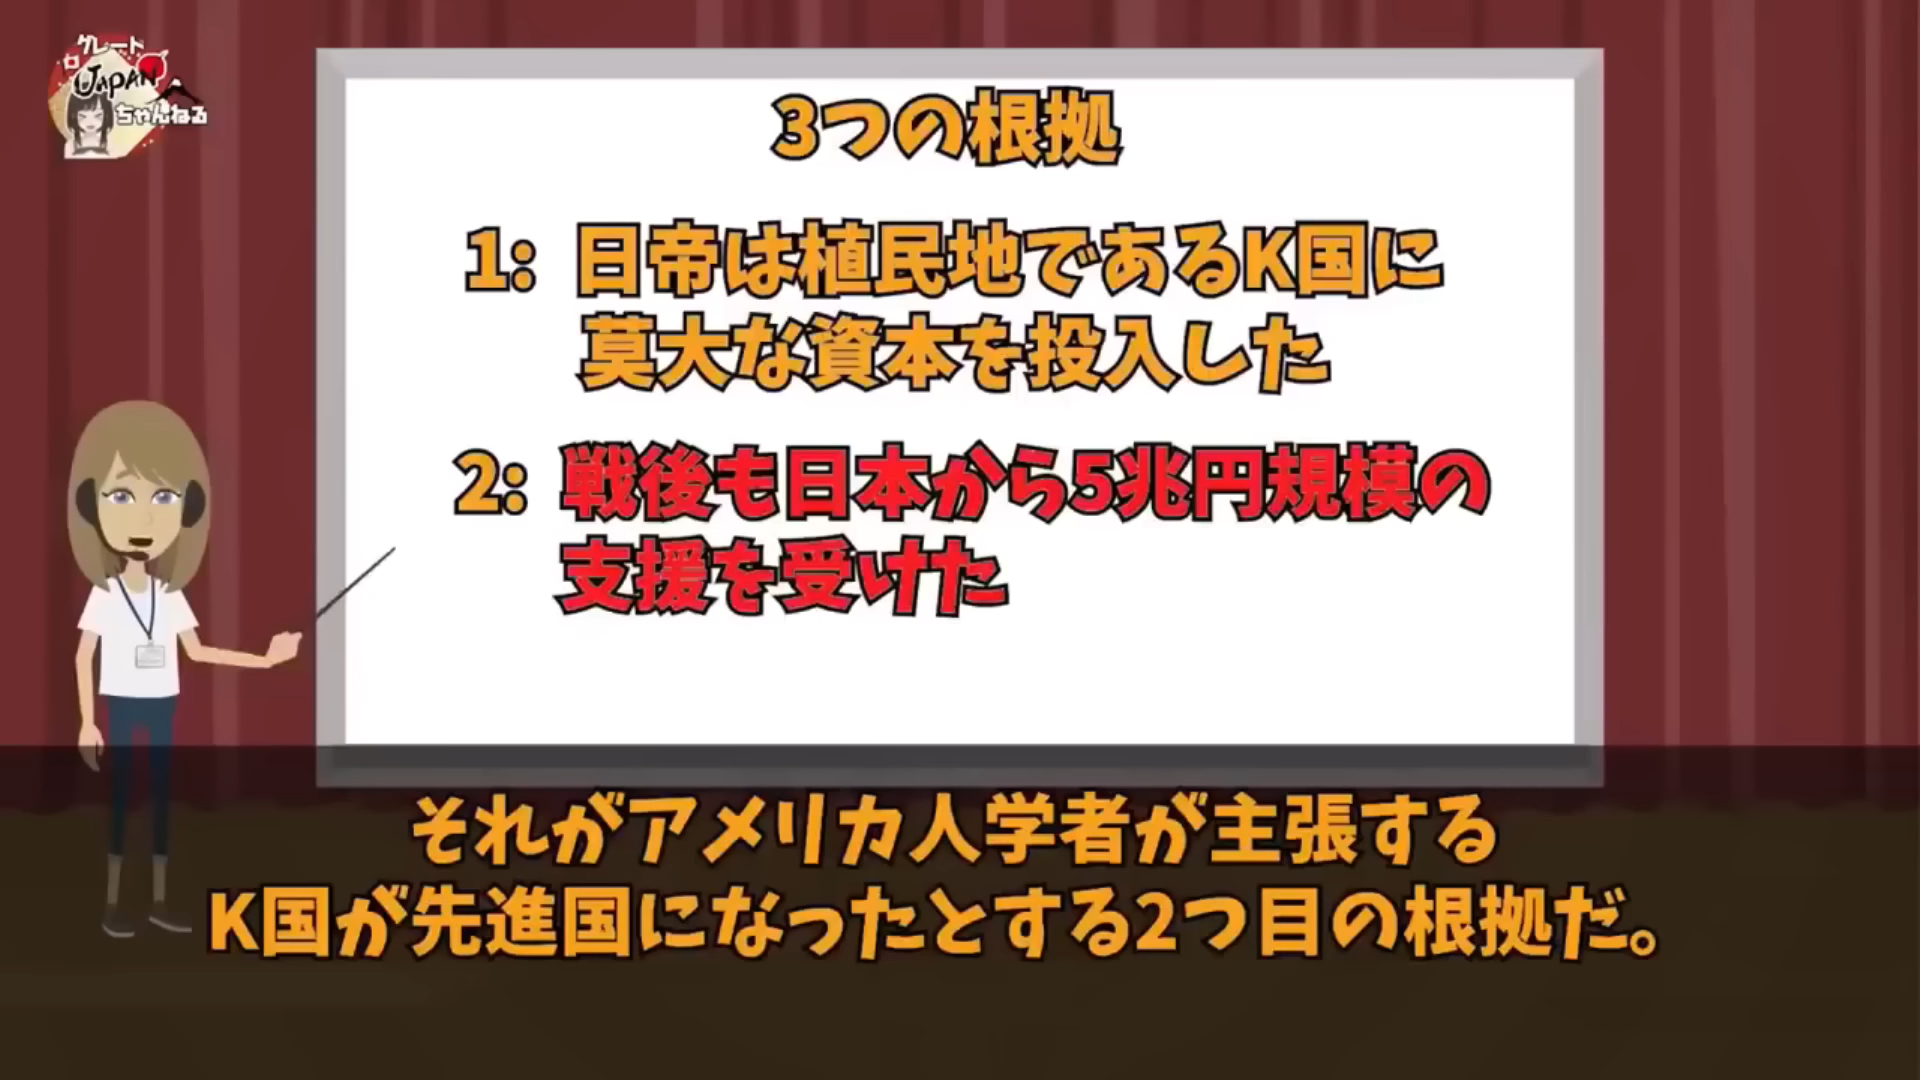 グレート
JAPAN
ちゃんねる
3つの根拠
1: 日帝は植民地であるK国に
莫大な資本を投入した
2: 戦後も日本から5兆円規模の
支援を受けた
それがアメリカ人学者が主張する
K国が先進国になったとする2つ目の根拠だ。